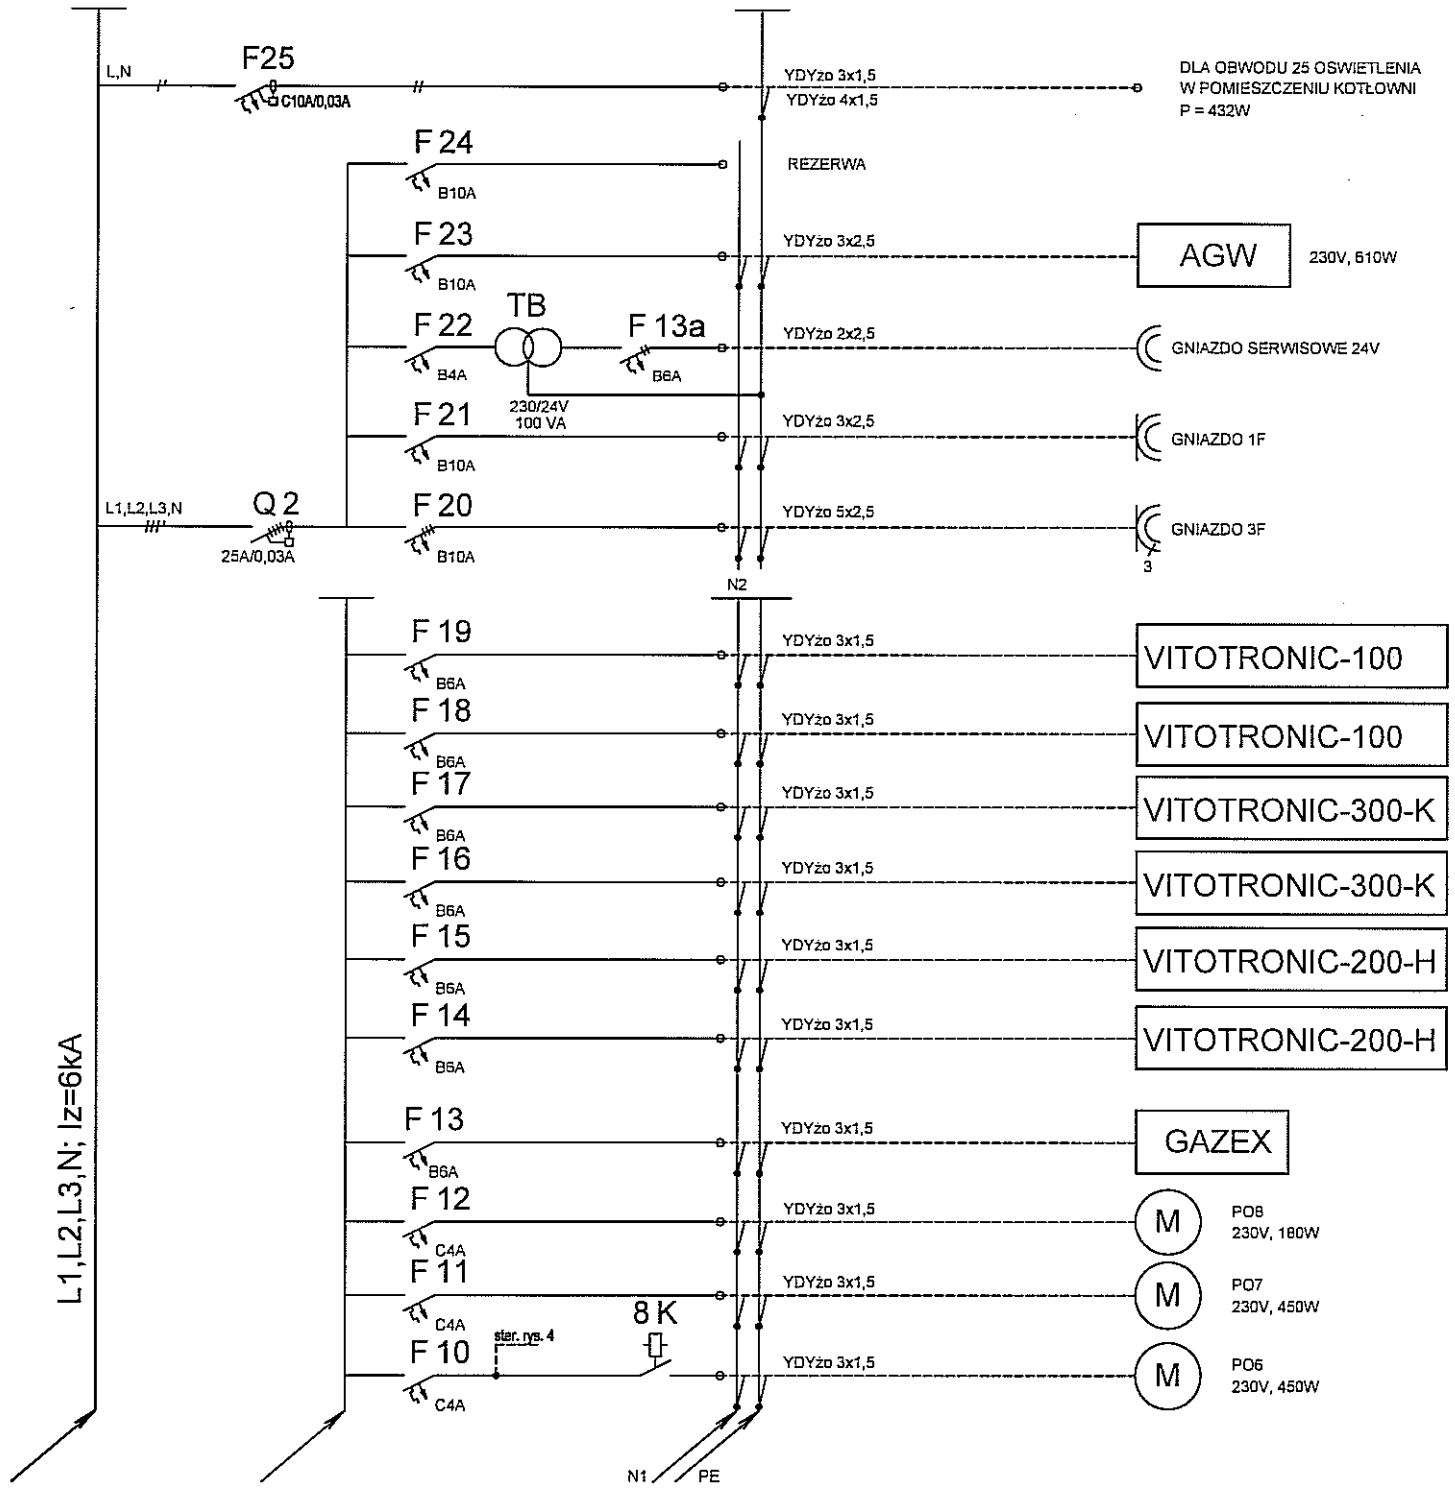 F25
L,N
C10A/0,03A
YDYżo 3x1,5
YDYżo 4x1,5
DLA OBWODU 25 OSWIETLENIA
W POMIESZCZENIU KOTŁOWNI
P = 432W
F 24
B10A
REZERWA
F 23
B10A
YDYżo 3x2,5
AGW
230V, 610W
F 22
B4A
TB
230/24V
100 VA
F 13a
B6A
YDYżo 2x2,5
GNIAZDO SERWISOWE 24V
F 21
B10A
YDYżo 3x2,5
GNIAZDO 1F
L1,L2,L3,N
Q 2
25A/0,03A
F 20
B10A
YDYżo 5x2,5
GNIAZDO 3F
3
N2
F 19
B6A
YDYżo 3x1,5
VITOTRONIC-100
F 18
B6A
YDYżo 3x1,5
VITOTRONIC-100
F 17
B6A
YDYżo 3x1,5
VITOTRONIC-300-K
F 16
B6A
YDYżo 3x1,5
VITOTRONIC-300-K
F 15
B6A
YDYżo 3x1,5
VITOTRONIC-200-H
F 14
B6A
YDYżo 3x1,5
VITOTRONIC-200-H
L1,L2,L3,N; Iz=6kA
F 13
B6A
YDYżo 3x1,5
GAZEX
F 12
C4A
YDYżo 3x1,5
M
PO8
230V, 180W
F 11
C4A
YDYżo 3x1,5
M
PO7
230V, 450W
F 10
C4A
ster. rys. 4
8 K
YDYżo 3x1,5
M
PO6
230V, 450W
N1
PE